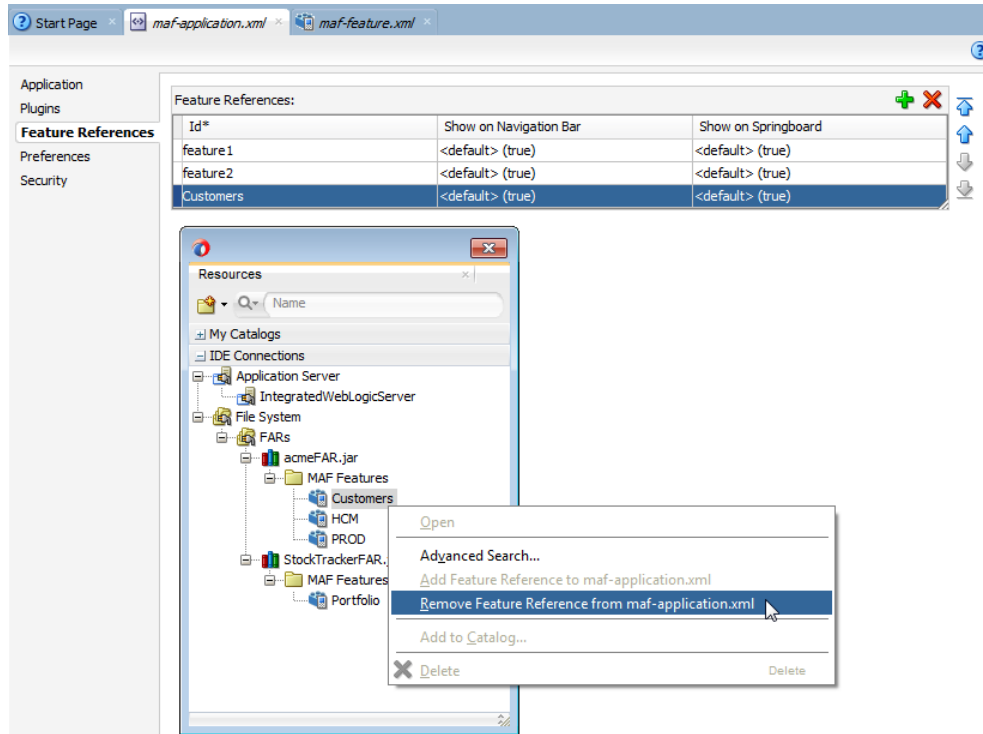 Start Page
maf-application.xml
maf-feature.xml
Application
Plugins
Feature References
Preferences
Security
Feature References:
Id* Show on Navigation Bar Show on Springboard
feature1 <default> (true) <default> (true)
feature2 <default> (true) <default> (true)
Customers <default> (true) <default> (true)
Resources
Name
My Catalogs
IDE Connections
Application Server
IntegratedWebLogicServer
File System
FARs
acmeFAR.jar
MAF Features
Customers
HCM
PROD
StockTrackerFAR.
MAF Features
Portfolio
Open
Advanced Search...
Add Feature Reference to maf-application.xml
Remove Feature Reference from maf-application.xml
Add to Catalog...
Delete Delete